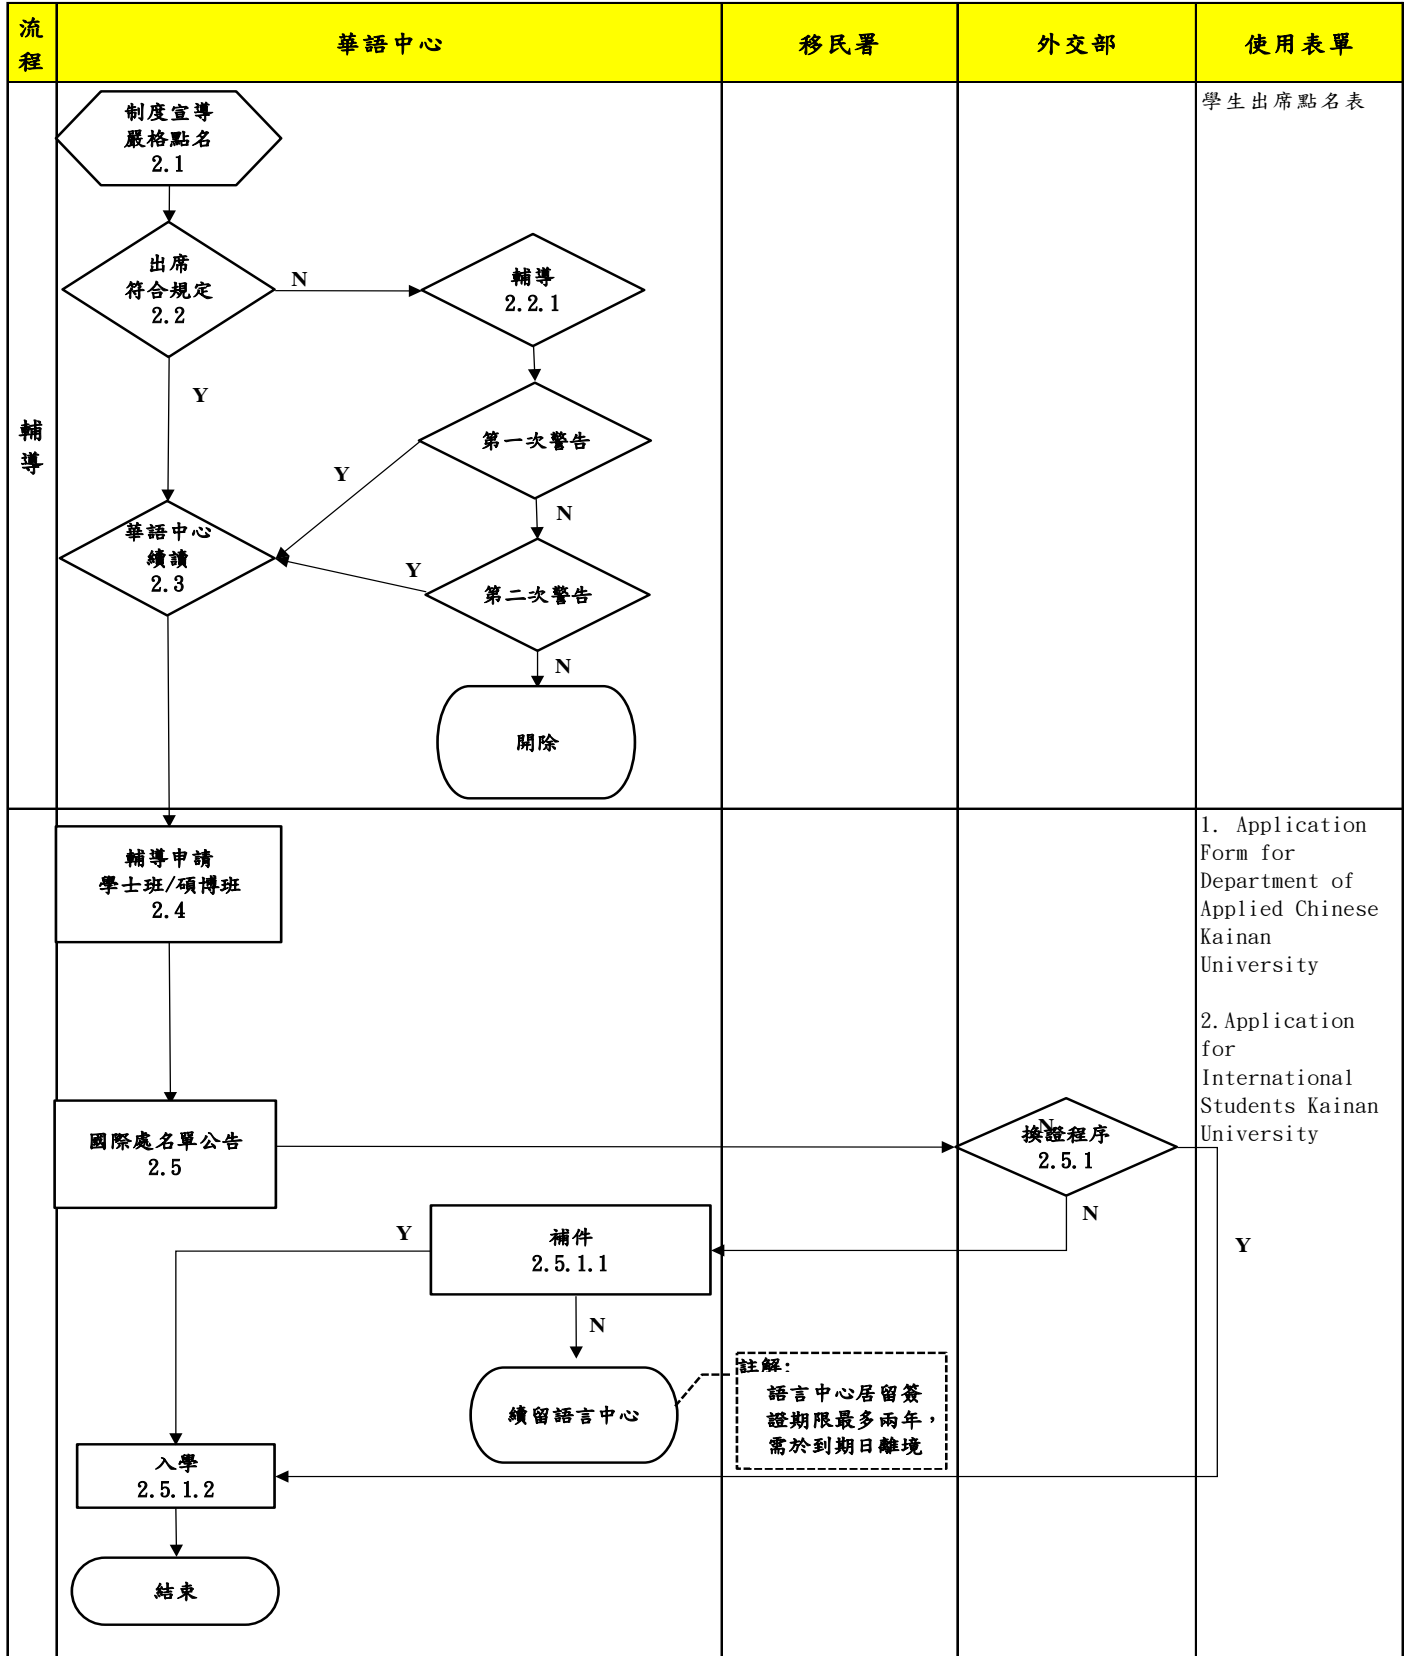 流
程
華語中心
移民署
外交部
使用表單
輔
導
制度宣導
嚴格點名
2.1
學生出席點名表
出席
符合規定
2.2
N
輔導
2.2.1
Y
第一次警告
Y
N
華語中心
續讀
2.3
Y
第二次警告
N
開除
輔導申請
學士班/碩博班
2.4
1. Application
Form for
Department of
Applied Chinese
Kainan
University
2.Application
for
International
Students Kainan
University
國際處名單公告
2.5
N
換證程序
2.5.1
N
Y
Y
補件
2.5.1.1
N
續留語言中心
註解:
語言中心居留簽
證期限最多兩年,
需於到期日離境
入學
2.5.1.2
結束